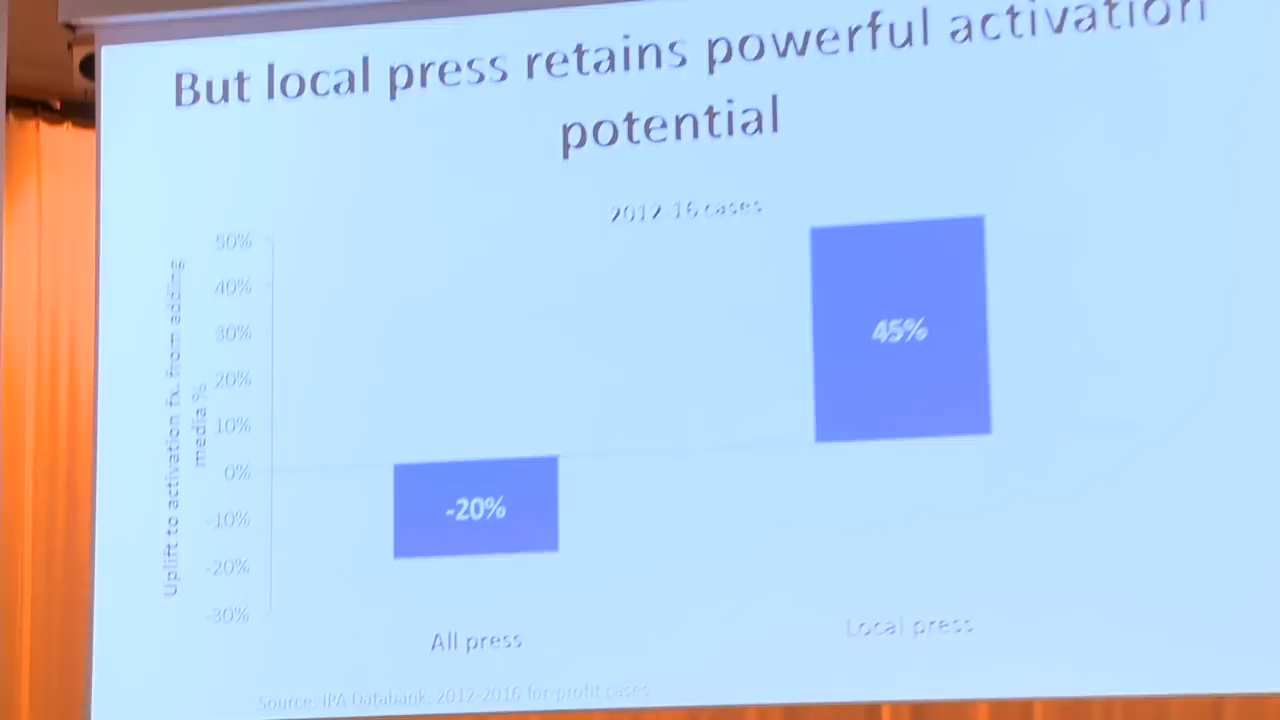 But local press retains powerful activation
potential
2012-16 cases
Uplift to activation fx. from adding
media %
50%
40%
30%
20%
10%
0%
-10%
-20%
-30%
-20%
45%
All press
Local press
Source: IPA Databank, 2012-2016 for-profit cases